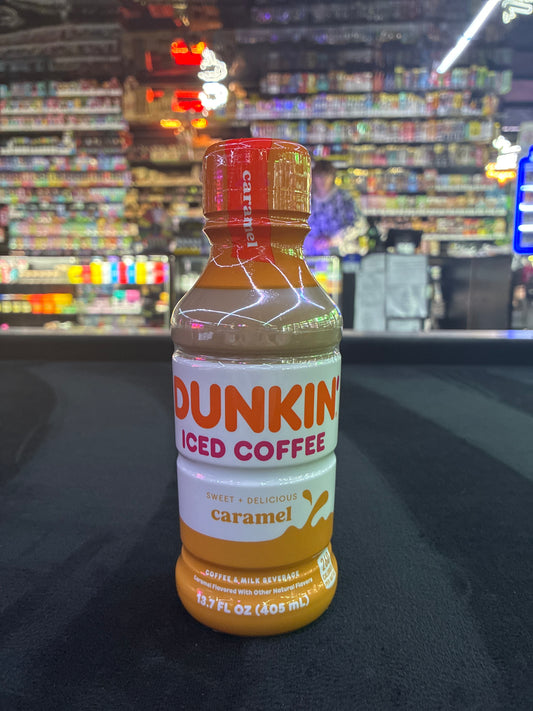 caramel
DUNKIN'
ICED COFFEE
SWEET + DELICIOUS
caramel
COFFEE & MILK BEVERAGE
Caramel Flavored With Other Natural Flavors
13.7 FL OZ (405 mL)